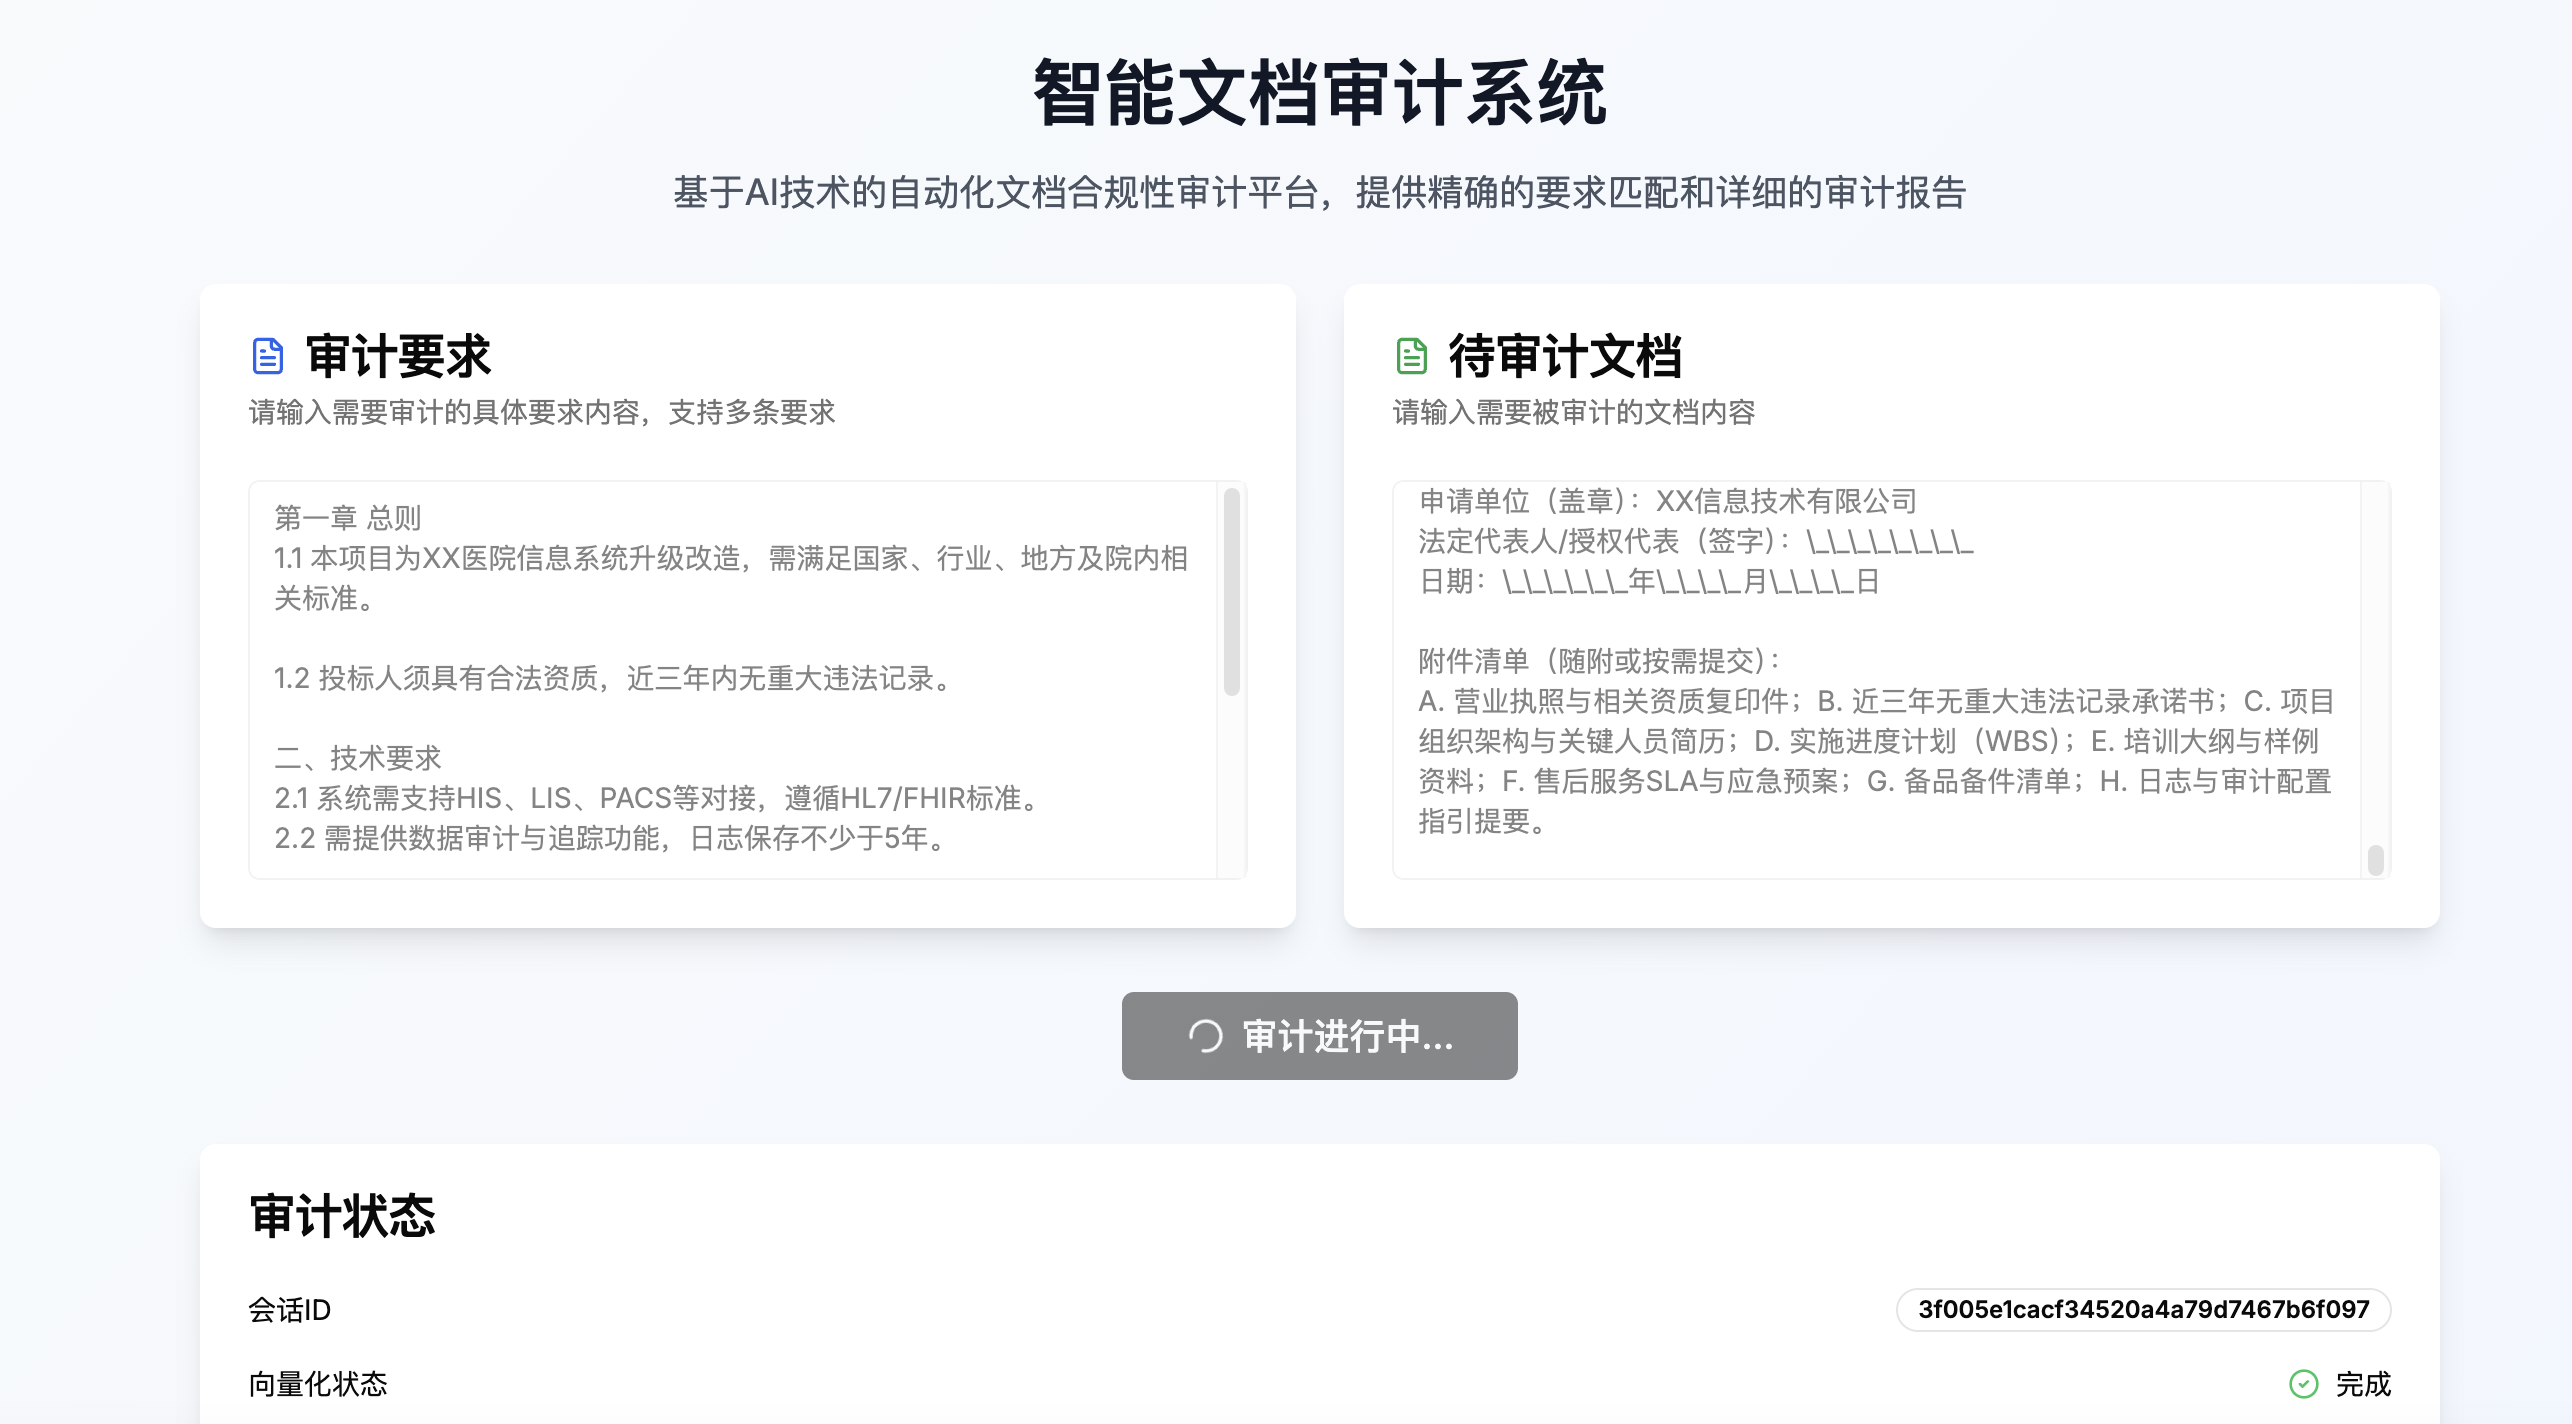 智能文档审计系统
基于AI技术的自动化文档合规性审计平台，提供精确的要求匹配和详细的审计报告
审计要求
请输入需要审计的具体要求内容，支持多条要求
第一章 总则
1.1 本项目为XX医院信息系统升级改造，需满足国家、行业、地方及院内相
关标准。
1.2 投标人须具有合法资质，近三年内无重大违法记录。
二、技术要求
2.1 系统需支持HIS、LIS、PACS等对接，遵循HL7/FHIR标准。
2.2 需提供数据审计与追踪功能，日志保存不少于5年。
待审计文档
请输入需要被审计的文档内容
申请单位（盖章）：XX信息技术有限公司
法定代表人/授权代表（签字）：\_\_\_\_\_\_\_\_
日期：\_\_\_\_\_\_年\_\_\_\_月\_\_\_\_日
附件清单（随附或按需提交）：
A. 营业执照与相关资质复印件；B. 近三年无重大违法记录承诺书；C. 项目
组织架构与关键人员简历；D. 实施进度计划（WBS）；E. 培训大纲与样例
资料；F. 售后服务SLA与应急预案；G. 备品备件清单；H. 日志与审计配置
指引提要。
审计进行中...
审计状态
会话ID
3f005e1cacf34520a4a79d7467b6f097
向量化状态
完成